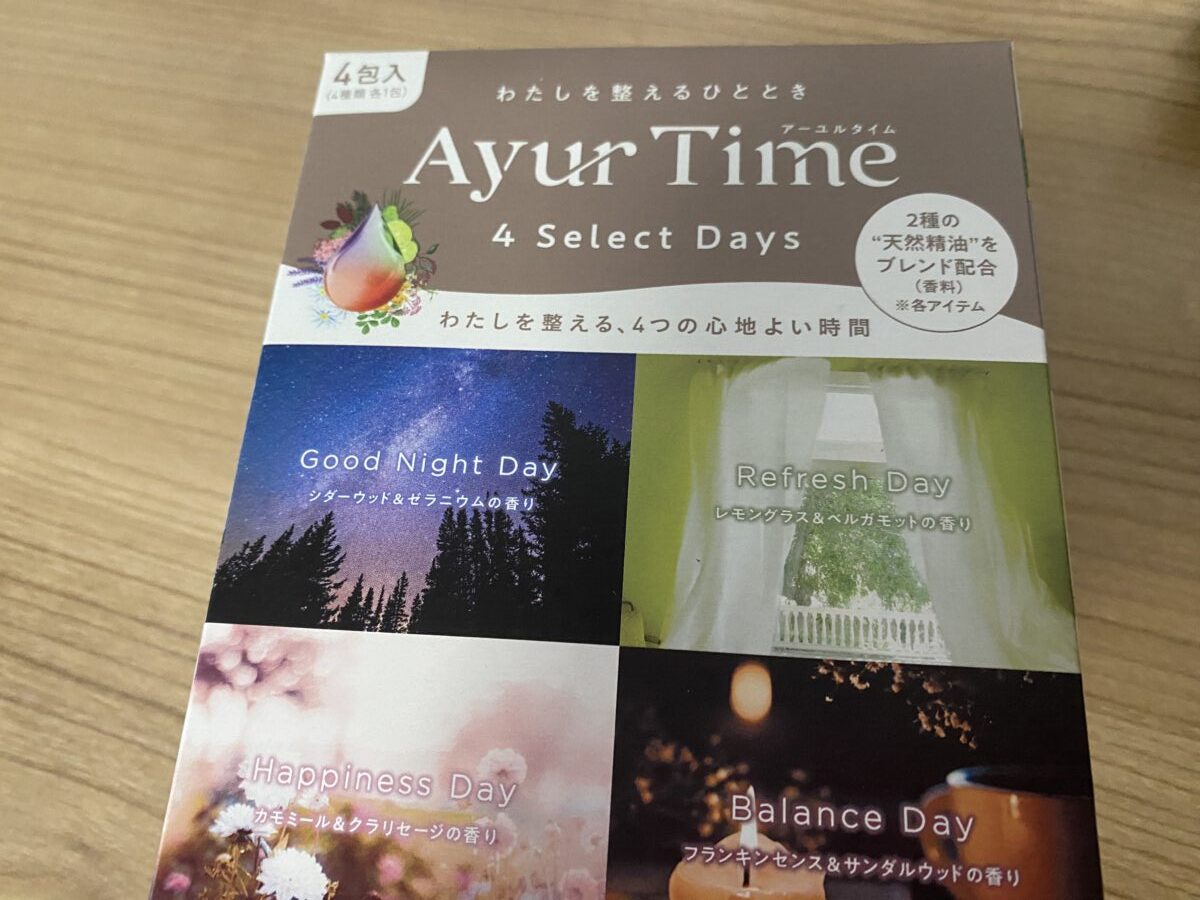 4包入
(4種類 各1包)
わたしを整えるひととき
アーユルタイム
Ayur Time
4 Select Days
2種の
“天然精油”を
ブレンド配合
(香料)
※各アイテム
わたしを整える、4つの心地よい時間
Good Night Day
シダーウッド&ゼラニウムの香り
Refresh Day
レモングラス&ベルガモットの香り
Happiness Day
カモミール&クラリセージの香り
Balance Day
フランキンセンス&サンダルウッドの香り